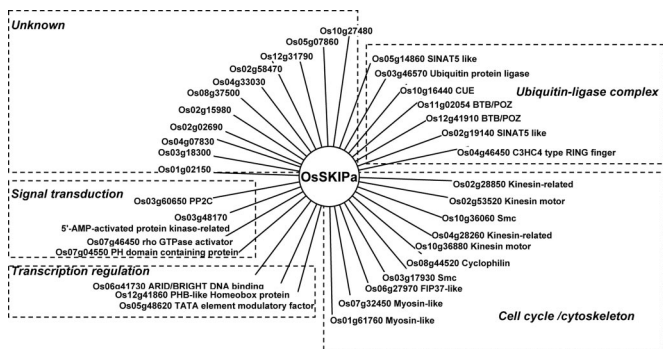 Unknown
Os10g27480
Os05g07860
Os12g31790
Os02g58470
Os04g33030
Os08g37500
Os02g15980
Os02g02690
Os04g07830
Os03g18300
Os01g02150
Os05g14860 SINAT5 like
Os03g46570 Ubiquitin protein ligase
Os10g16440 CUE
Os11g02054 BTB/POZ
Os12g41910 BTB/POZ
Os02g19140 SINAT5 like
Os04g46450 C3HC4 type RING finger
Ubiquitin-ligase complex
OsSKIPa
Signal transduction
Os03g60650 PP2C
Os03g48170
5'-AMP-activated protein kinase-related
Os07g46450 rho GTPase activator
Os07g04550 PH domain containing protein
Transcription regulation
Os06g41730 ARID/BRIGHT DNA binding
Os12g41860 PHB-like Homeobox protein
Os05g48620 TATA element modulatory factor
Os02g28850 Kinesin-related
Os02g53520 Kinesin motor
Os10g36060 Smc
Os04g28260 Kinesin-related
Os10g36880 Kinesin motor
Os08g44520 Cyclophilin
Os03g17930 Smc
Os06g27970 FIP37-like
Os07g32450 Myosin-like
Os01g61760 Myosin-like
Cell cycle /cytoskeleton